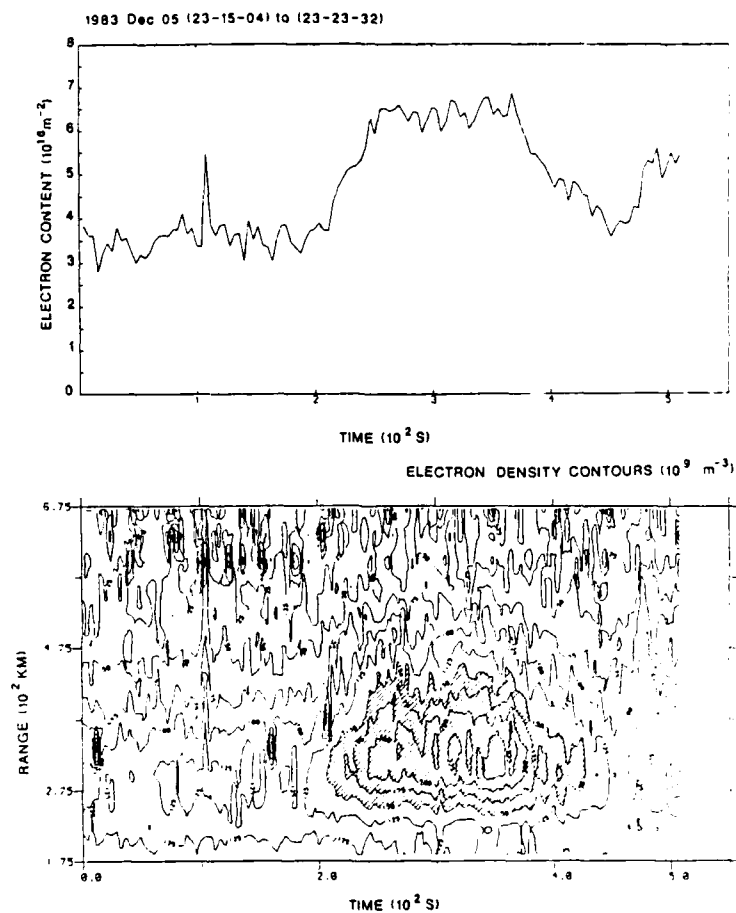 1983 Dec 05 (23-15-04) to (23-23-32)
8
7
6
5
4
3
2
1
0
ELECTRON CONTENT (10^16 m^-2)
1 2 3 4 5
TIME (10^2 S)
ELECTRON DENSITY CONTOURS (10^9 m^-3)
6.75
4.75
2.75
1.75
RANGE (10^2 KM)
0.0 2.0 4.0 5.0
TIME (10^2 S)